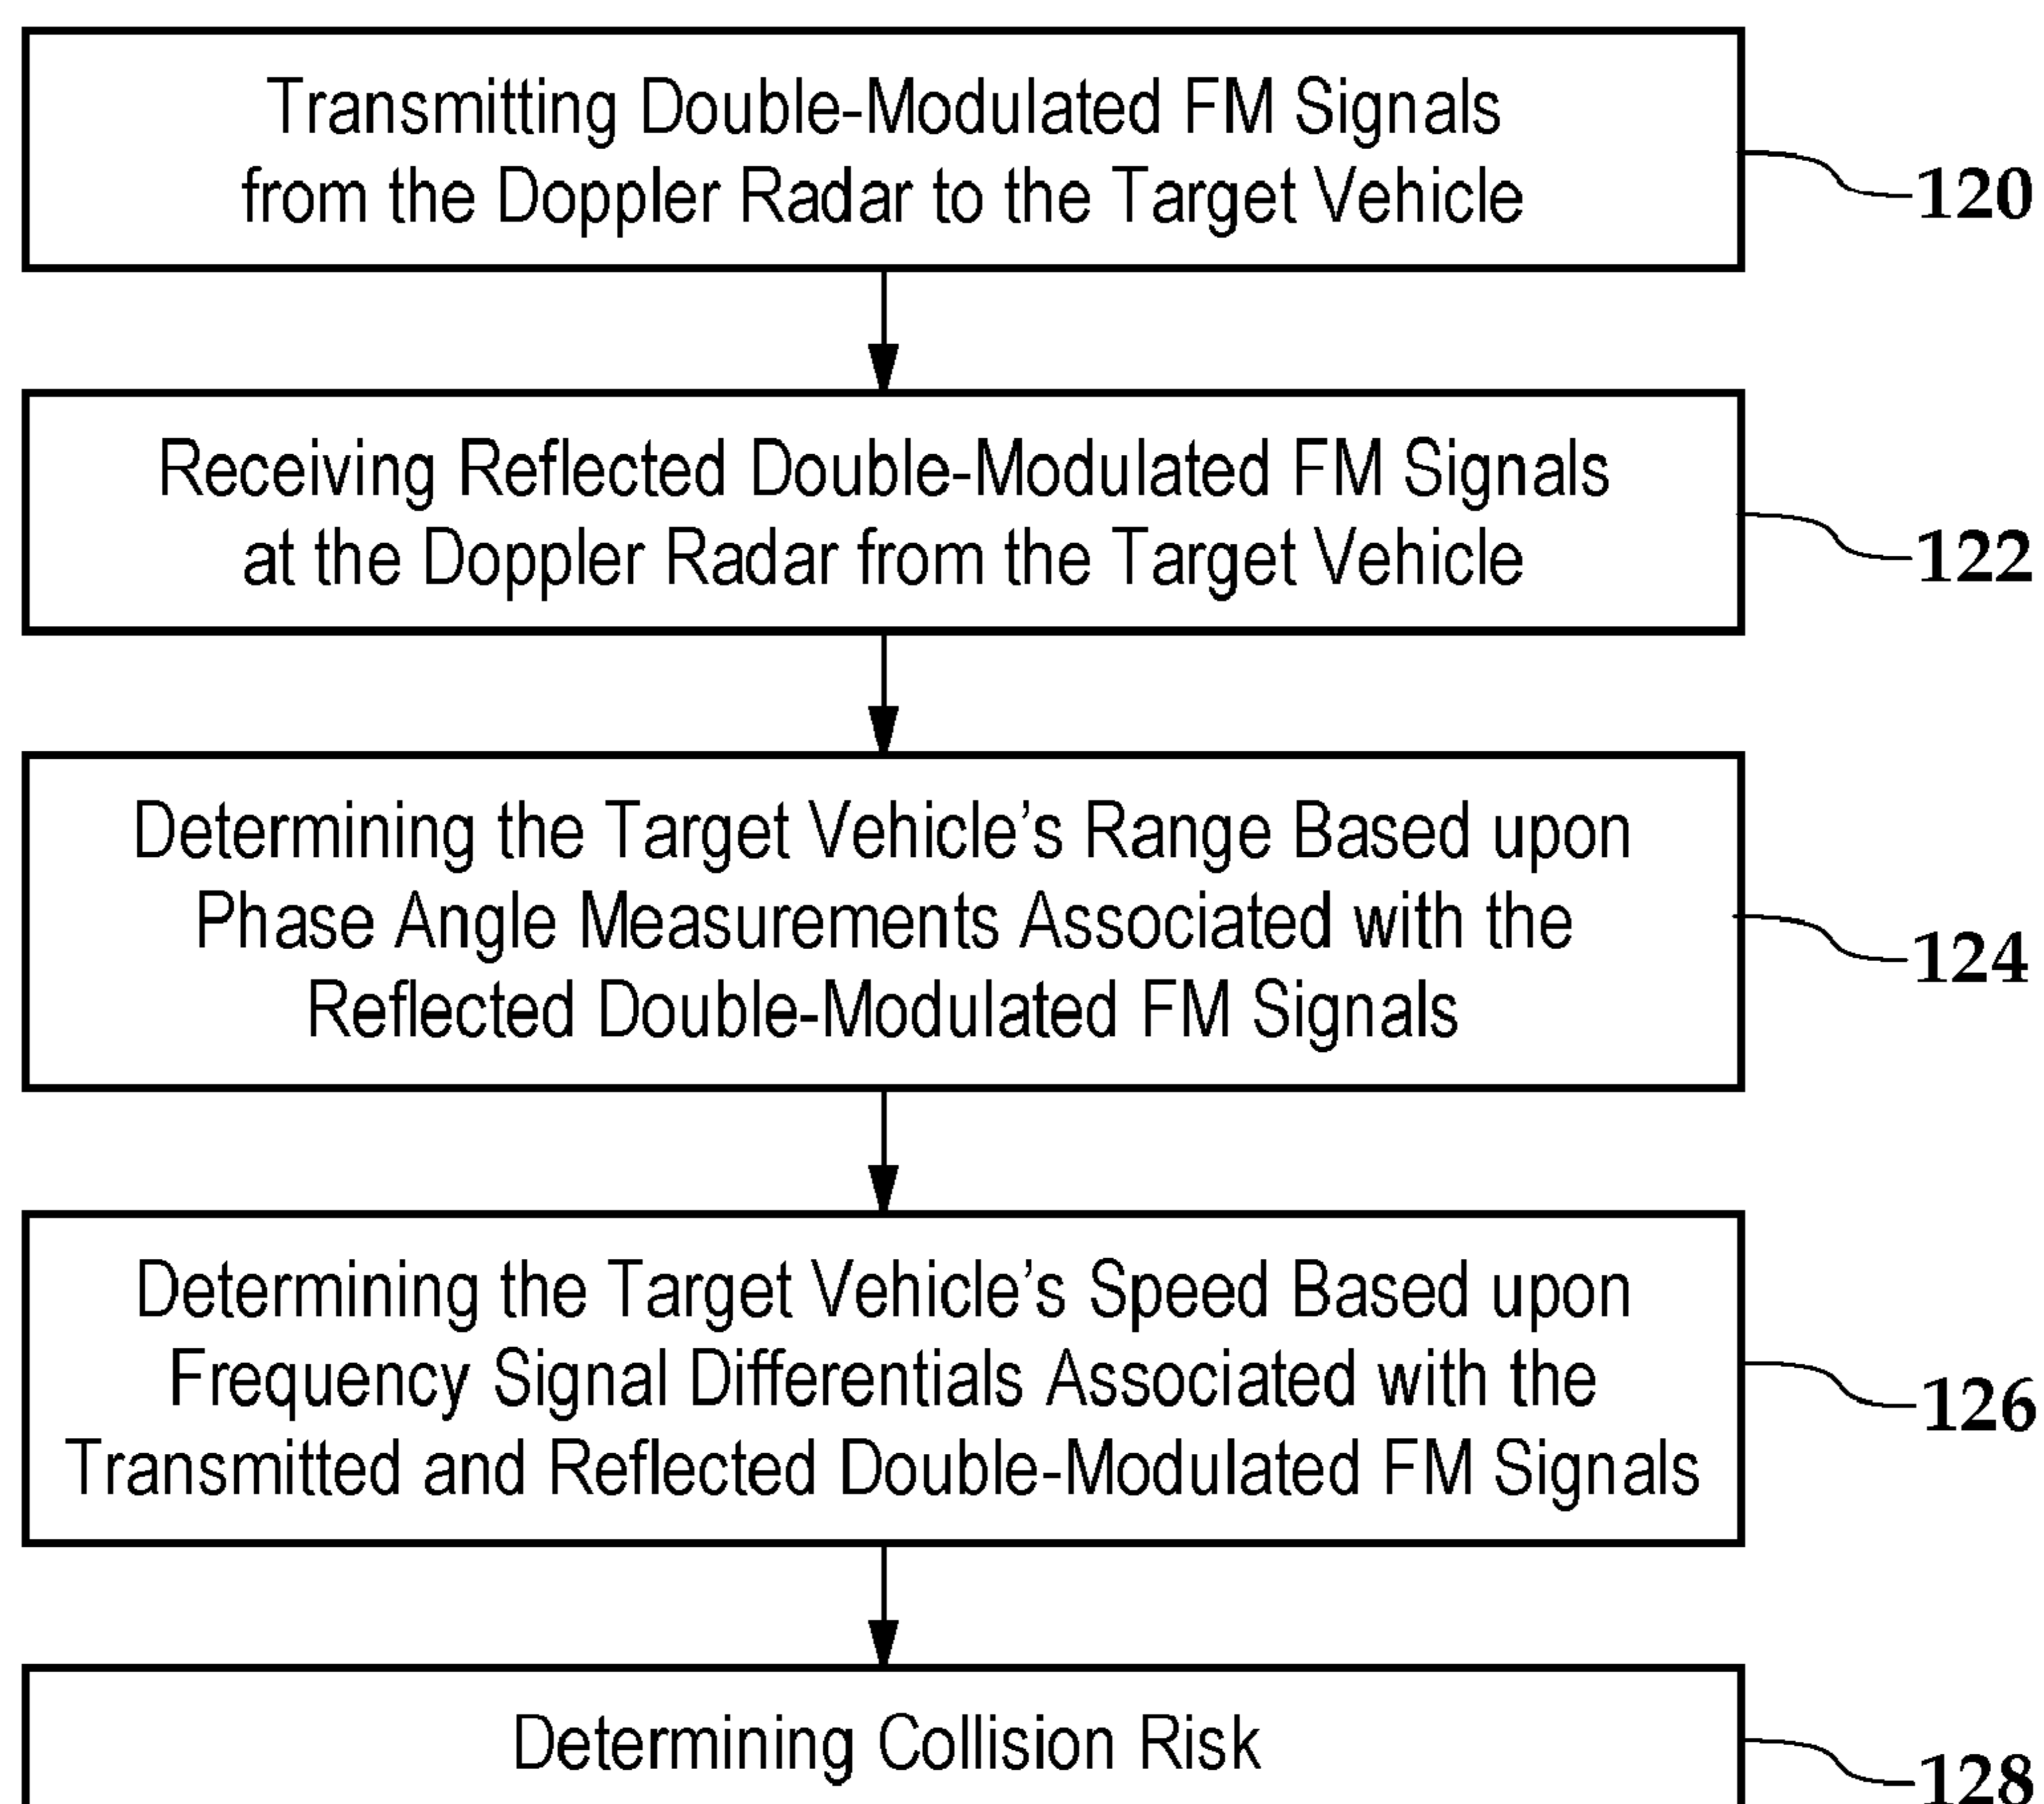 Transmitting Double-Modulated FM Signals
from the Doppler Radar to the Target Vehicle
120
Receiving Reflected Double-Modulated FM Signals
at the Doppler Radar from the Target Vehicle
122
Determining the Target Vehicle's Range Based upon
Phase Angle Measurements Associated with the
Reflected Double-Modulated FM Signals
124
Determining the Target Vehicle's Speed Based upon
Frequency Signal Differentials Associated with the
Transmitted and Reflected Double-Modulated FM Signals
126
Determining Collision Risk
128